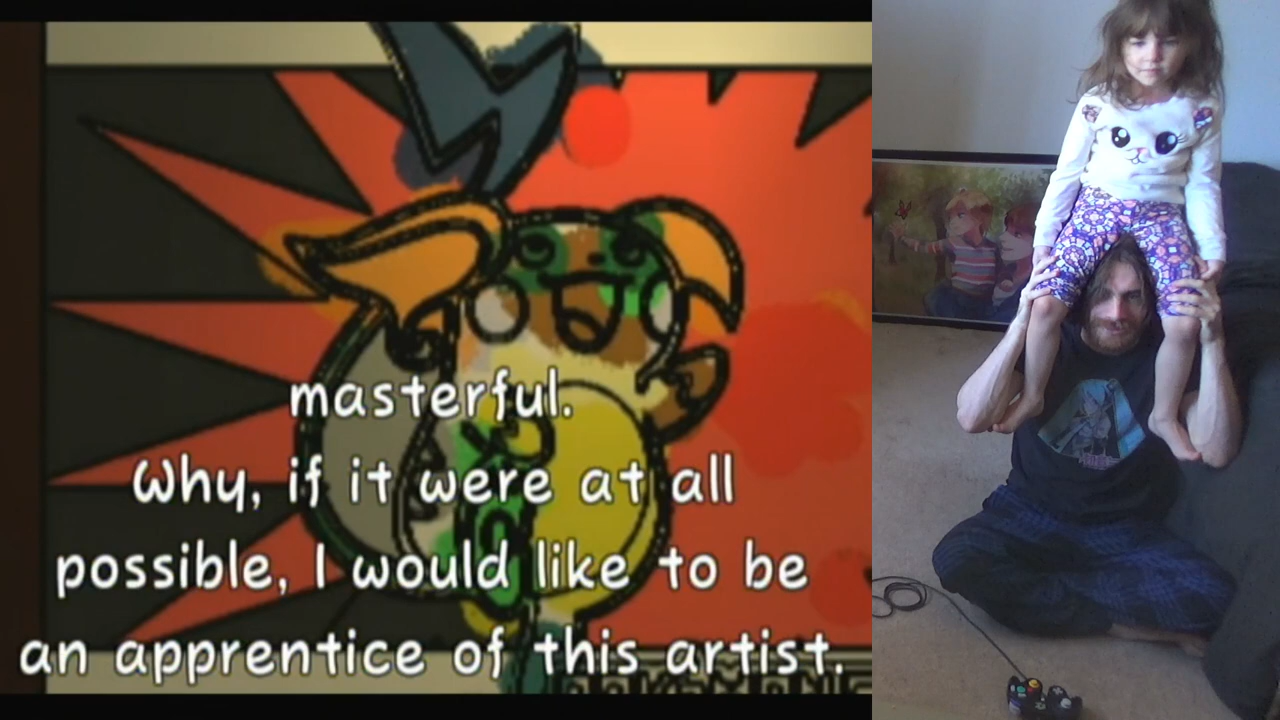 masterful.
Why, if it were at all
possible, I would like to be
an apprentice of this artist.